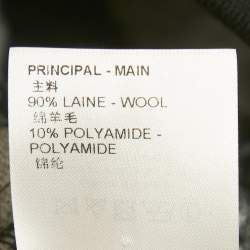 PRINCIPAL - MAIN
主料
90% LAINE - WOOL
绵羊毛
10% POLYAMIDE -
POLYAMIDE
锦纶